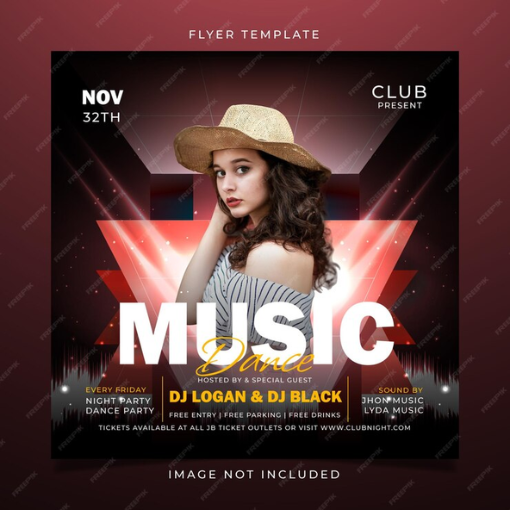 FLYER TEMPLATE
NOV
32TH
CLUB
PRESENT
MUSIC
Dance
HOSTED BY & SPECIAL GUEST
DJ LOGAN & DJ BLACK
FREE ENTRY | FREE PARKING | FREE DRINKS
EVERY FRIDAY
NIGHT PARTY
DANCE PARTY
SOUND BY
JHON MUSIC
LYDA MUSIC
TICKETS AVAILABLE AT ALL JB TICKET OUTLETS OR VISIT WWW.CLUBNIGHT.COM
IMAGE NOT INCLUDED